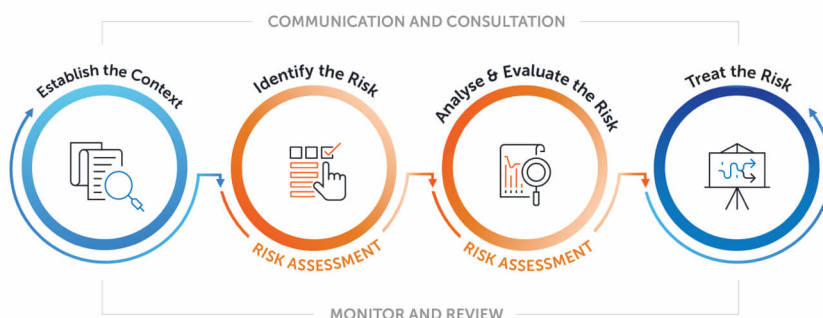 COMMUNICATION AND CONSULTATION
Establish the Context
Identify the Risk
Analyse & Evaluate the Risk
Treat the Risk
RISK ASSESSMENT
RISK ASSESSMENT
MONITOR AND REVIEW